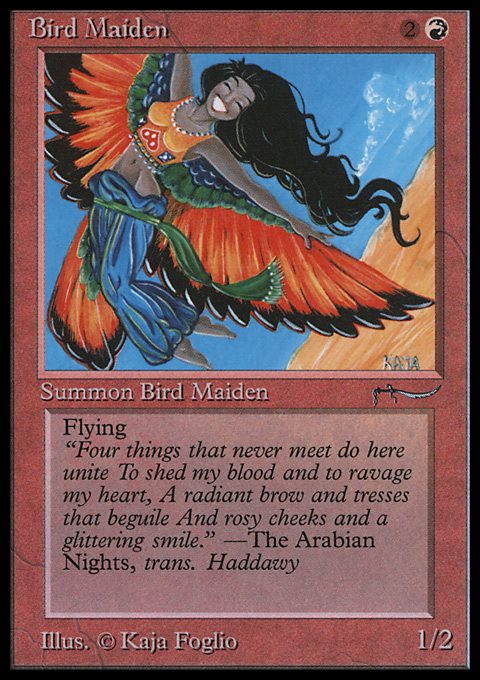 Bird Maiden 2
KAJA
Summon Bird Maiden
Flying
“Four things that never meet do here
unite To shed my blood and to ravage
my heart, A radiant brow and tresses
that beguile And rosy cheeks and a
glittering smile.” —The Arabian
Nights, trans. Haddawy
Illus. © Kaja Foglio 1/2